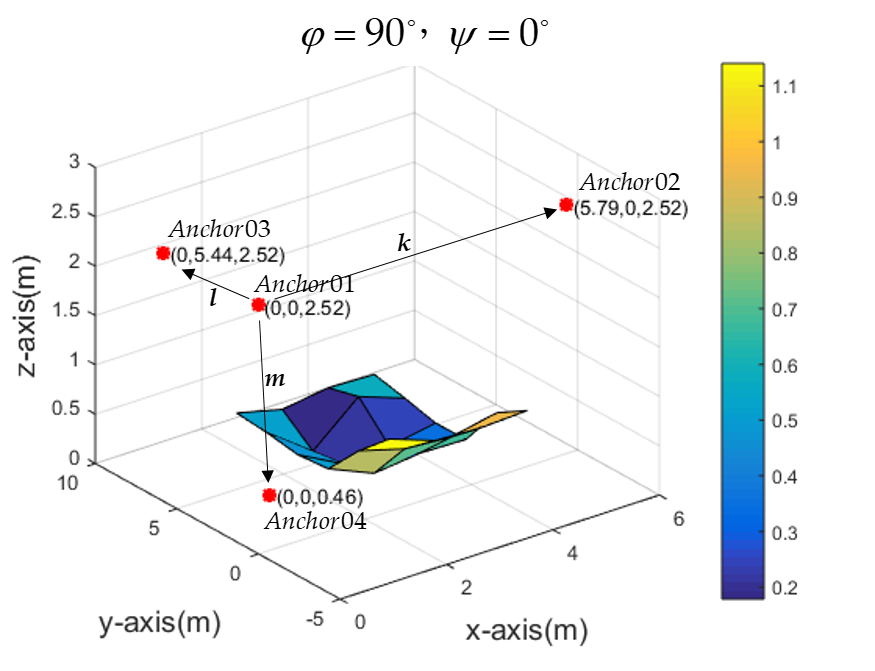 φ = 90°, ψ = 0°
Anchor02
(5.79,0,2.52)
Anchor03
(0,5.44,2.52)
k
l
Anchor01
(0,0,2.52)
m
(0,0,0.46)
Anchor04
z-axis(m)
3
2.5
2
1.5
1
0.5
0
10
5
0
-5
y-axis(m)
0
2
4
6
x-axis(m)
1.1
1
0.9
0.8
0.7
0.6
0.5
0.4
0.3
0.2